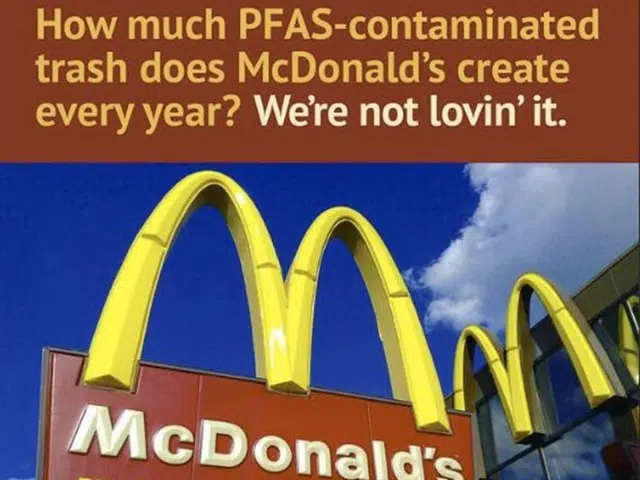 How much PFAS-contaminated
trash does McDonald’s create
every year? We’re not lovin’ it.
McDonald's